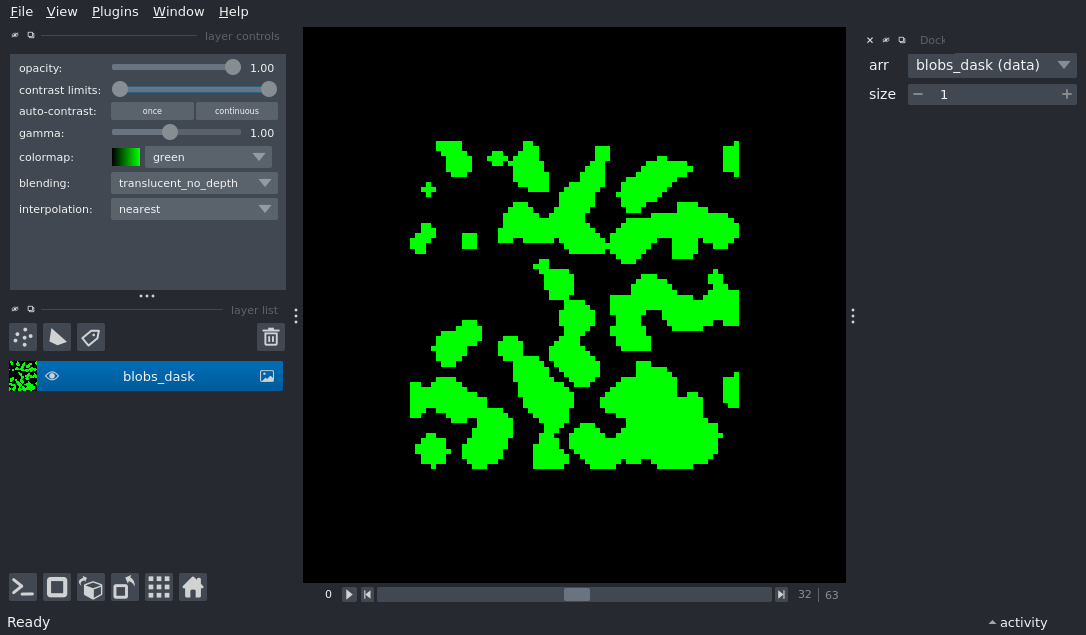 File View Plugins Window Help
layer controls
opacity: 1.00
contrast limits:
auto-contrast: once continuous
gamma: 1.00
colormap: green
blending: translucent_no_depth
interpolation: nearest
layer list
blobs_dask
0 32 63
Ready
Dock
arr blobs_dask (data)
size 1
activity